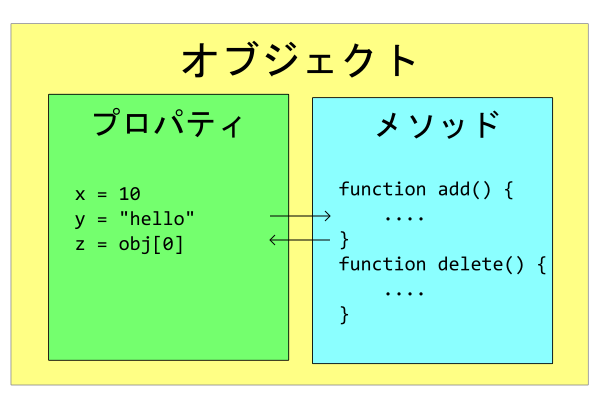 オブジェクト
プロパティ
x = 10
y = "hello"
z = obj[0]
メソッド
function add() {
    ....
}
function delete() {
    ....
}